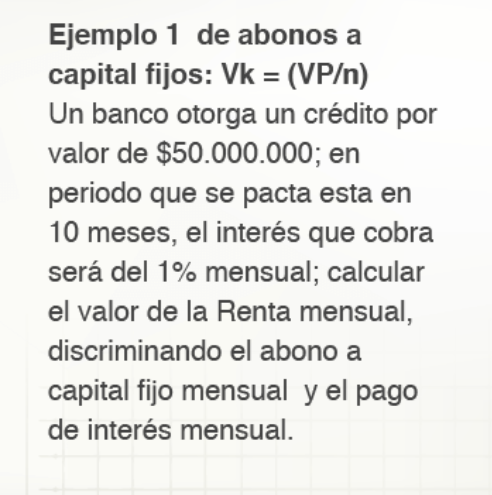 Ejemplo 1  de abonos a
capital fijos: Vk = (VP/n)
Un banco otorga un crédito por
valor de $50.000.000; en
periodo que se pacta esta en
10 meses, el interés que cobra
será del 1% mensual; calcular
el valor de la Renta mensual,
discriminando el abono a
capital fijo mensual  y el pago
de interés mensual.